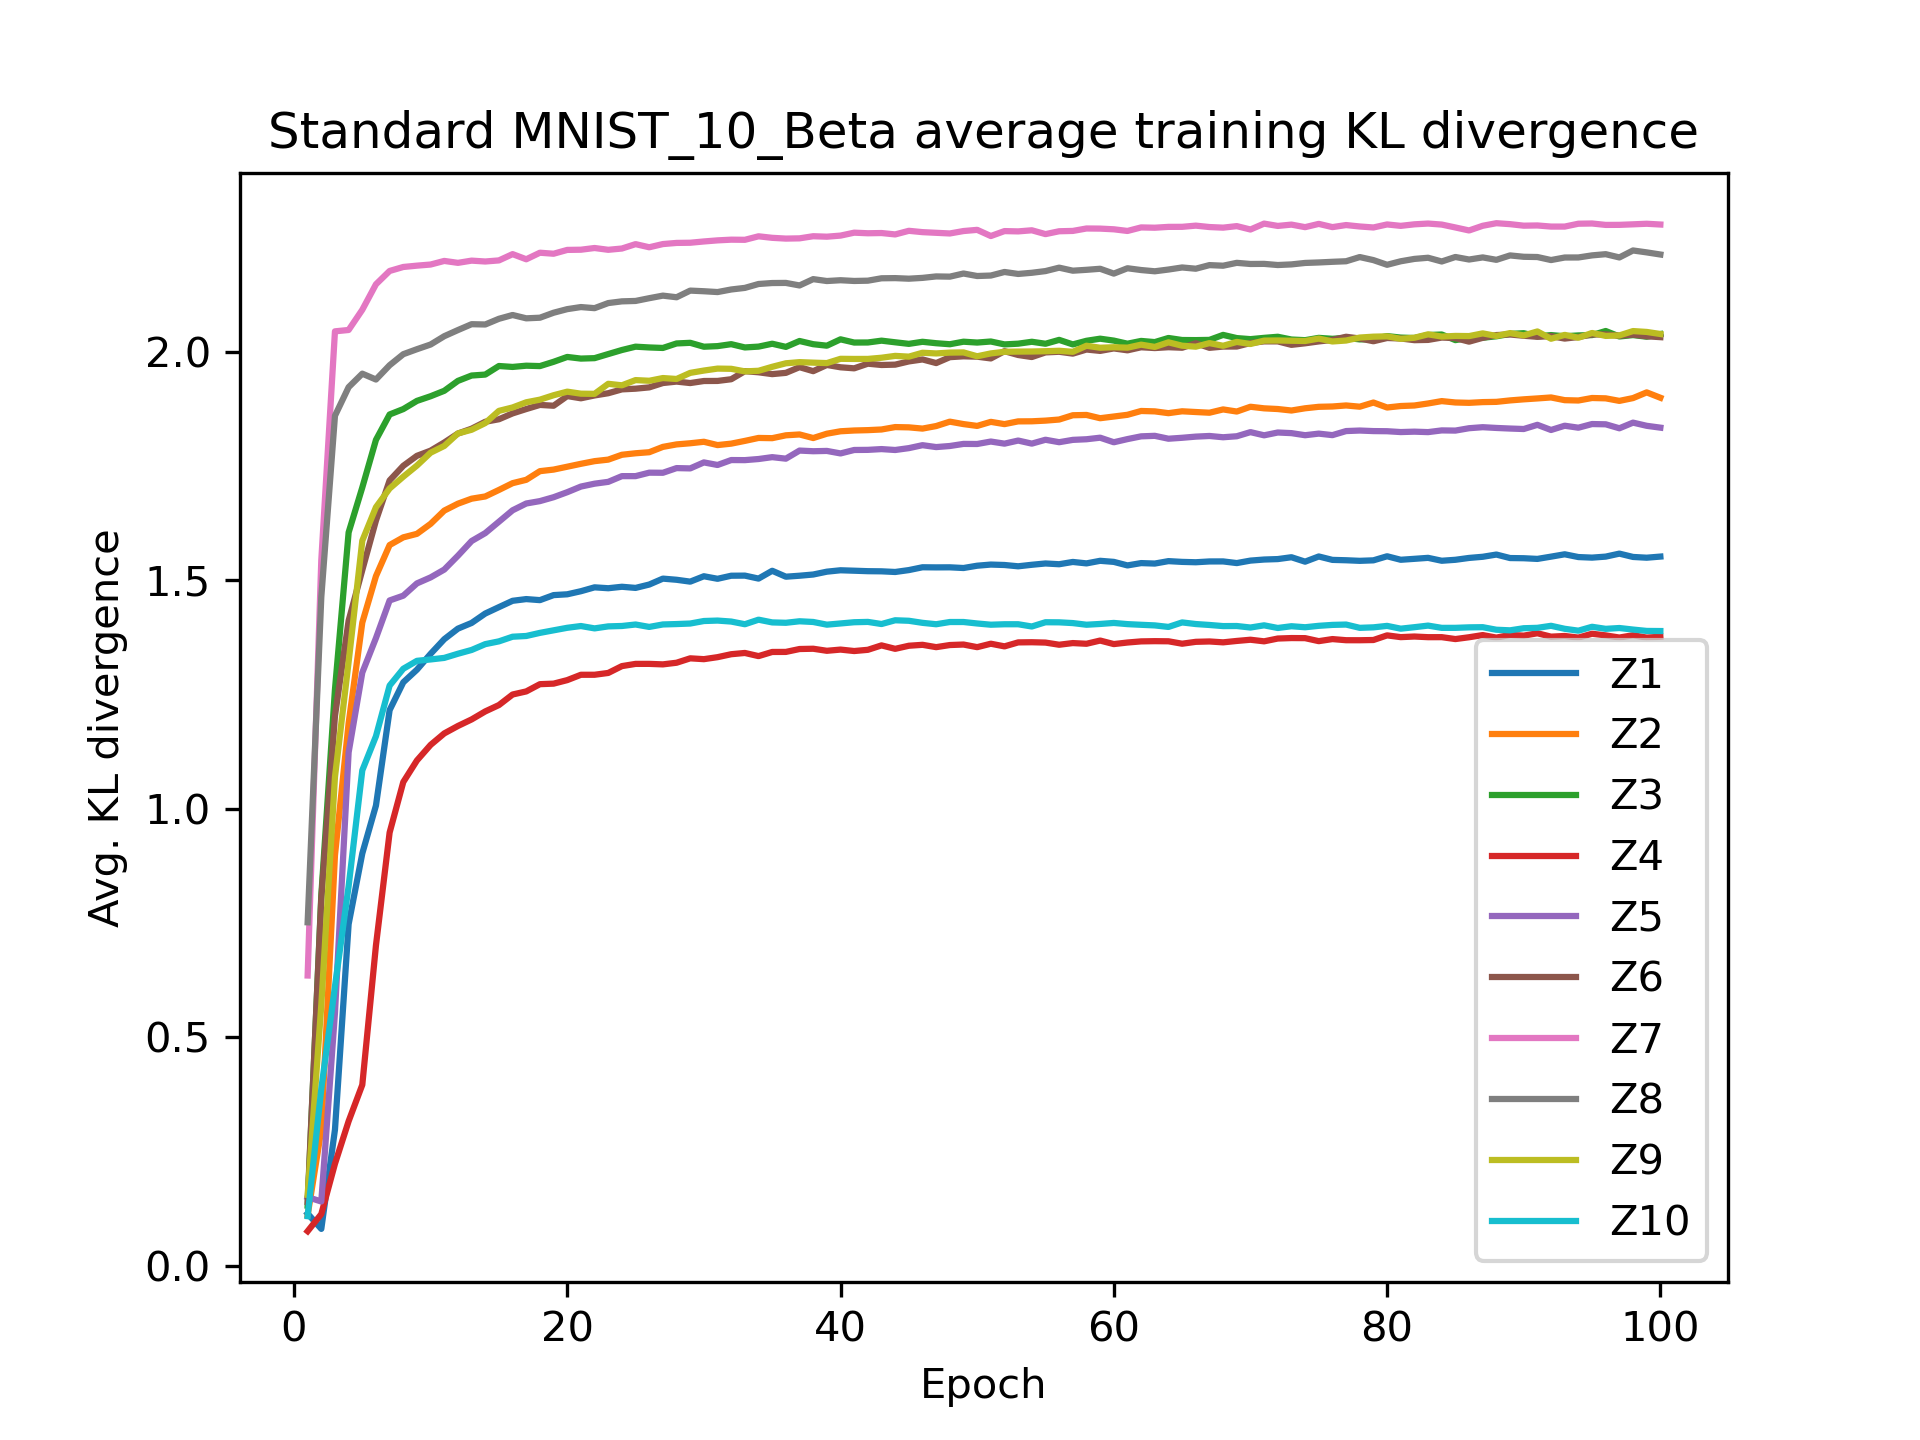 Standard MNIST_10_Beta average training KL divergence
Avg. KL divergence
2.0
1.5
1.0
0.5
0.0
0 20 40 60 80 100
Epoch
Z1
Z2
Z3
Z4
Z5
Z6
Z7
Z8
Z9
Z10